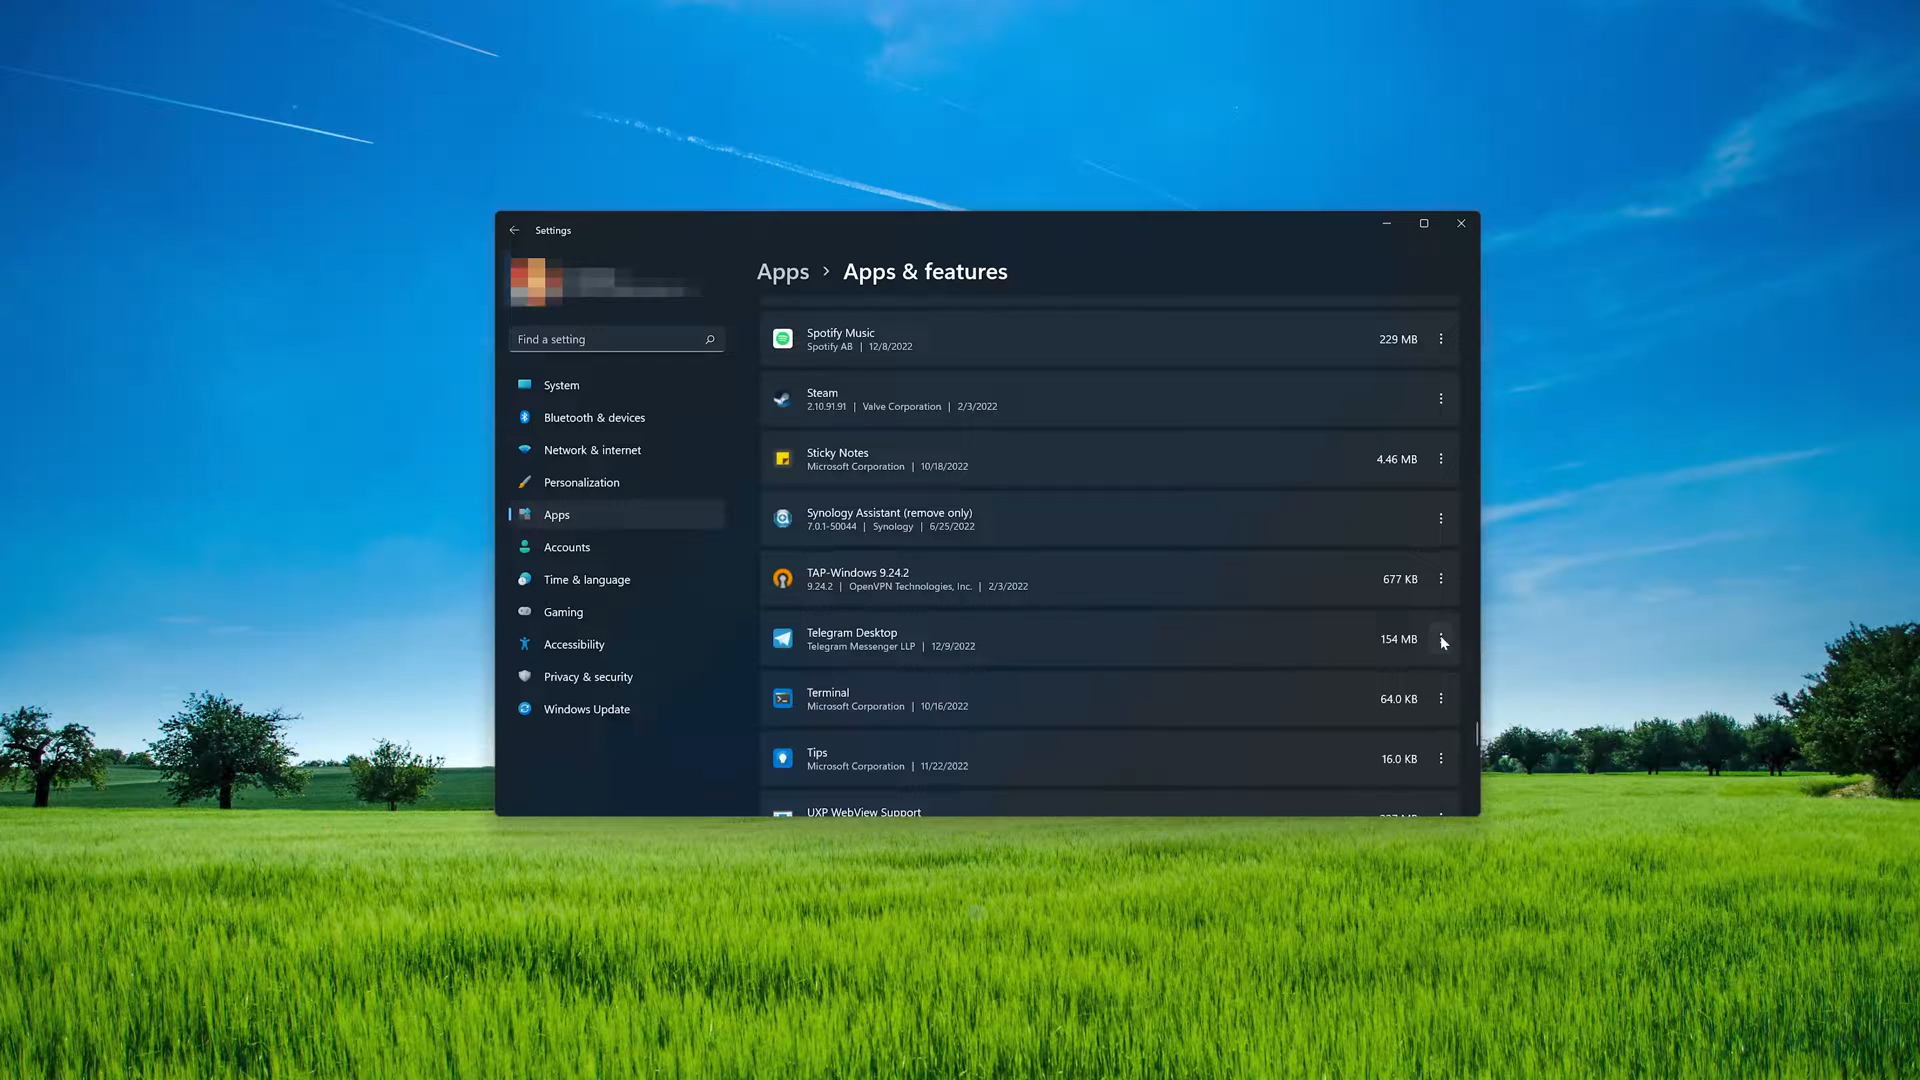 Settings
Apps > Apps & features
Find a setting
System
Bluetooth & devices
Network & internet
Personalization
Apps
Accounts
Time & language
Gaming
Accessibility
Privacy & security
Windows Update
Spotify Music
Spotify AB | 12/8/2022
229 MB
Steam
2.10.91.91 | Valve Corporation | 2/3/2022
Sticky Notes
Microsoft Corporation | 10/18/2022
4.46 MB
Synology Assistant (remove only)
7.0.1-50044 | Synology | 6/25/2022
TAP-Windows 9.24.2
9.24.2 | OpenVPN Technologies, Inc. | 2/3/2022
677 KB
Telegram Desktop
Telegram Messenger LLP | 12/9/2022
154 MB
Terminal
Microsoft Corporation | 10/16/2022
64.0 KB
Tips
Microsoft Corporation | 11/22/2022
16.0 KB
UXP WebView Support